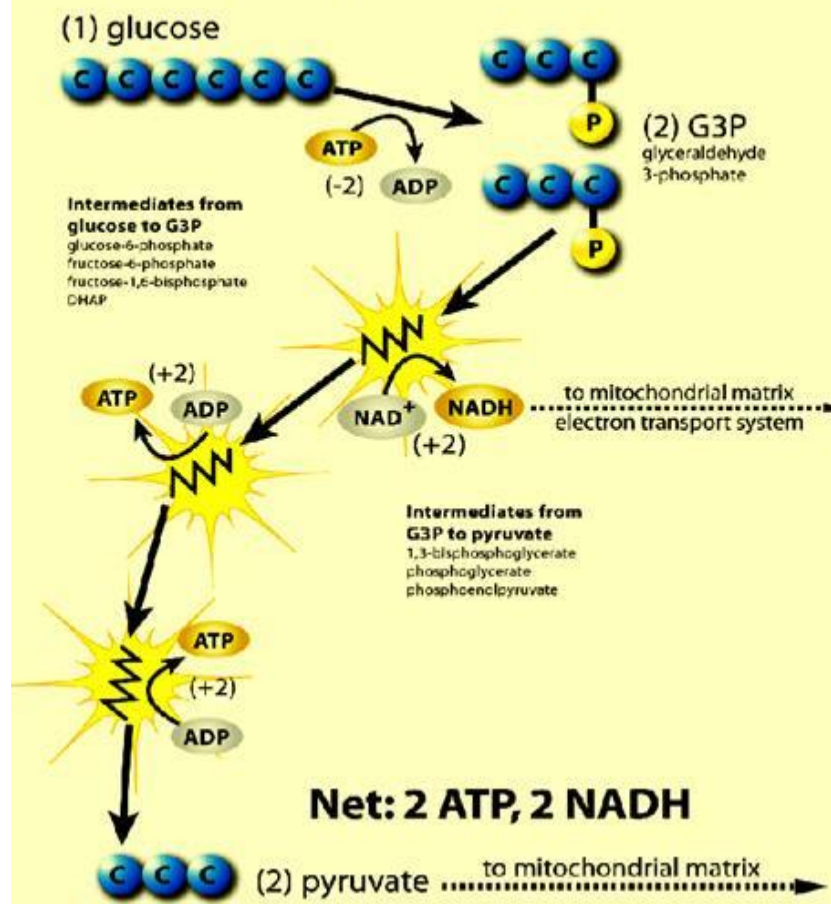 (1) glucose
C C C C C C
C C C
P
(2) G3P
glyceraldehyde
3-phosphate
ATP
(-2)
ADP
C C C
P
Intermediates from
glucose to G3P
glucose-6-phosphate
fructose-6-phosphate
fructose-1,6-bisphosphate
DHAP
(+2)
ATP
ADP
NAD+
NADH
(+2)
to mitochondrial matrix
electron transport system
Intermediates from
G3P to pyruvate
1,3-bisphosphoglycerate
phosphoglycerate
phosphoenolpyruvate
ATP
(+2)
ADP
Net: 2 ATP, 2 NADH
C C C
(2) pyruvate
to mitochondrial matrix